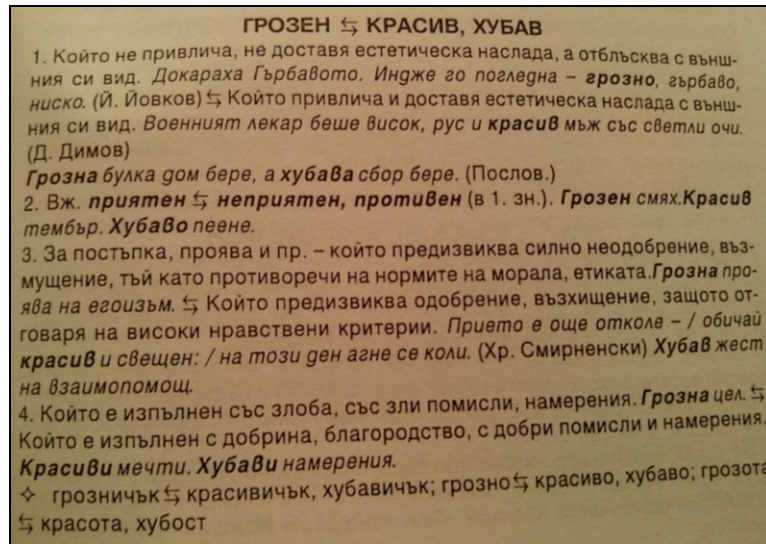 ГРОЗЕН ⇆ КРАСИВ, ХУБАВ
1. Който не привлича, не доставя естетическа наслада, а отблъсква с външ-
ния си вид. Докараха Гърбавото. Индже го погледна – грозно, гърбаво,
ниско. (Й. Йовков) ⇆ Който привлича и доставя естетическа наслада с външ-
ния си вид. Военният лекар беше висок, рус и красив мъж със светли очи.
(Д. Димов)
Грозна булка дом бере, а хубава сбор бере. (Послов.)
2. Вж. приятен ⇆ неприятен, противен (в 1. зн.). Грозен смях.Красив
тембър. Хубаво пеене.
3. За постъпка, проява и пр. – който предизвиква силно неодобрение, въз-
мущение, тъй като противоречи на нормите на морала, етиката.Грозна про-
ява на егоизъм. ⇆ Който предизвиква одобрение, възхищение, защото от-
говаря на високи нравствени критерии. Прието е още отколе – / обичай
красив и свещен: / на този ден агне се коли. (Хр. Смирненски) Хубав жест
на взаимопомощ.
4. Който е изпълнен със злоба, със зли помисли, намерения. Грозна цел. ⇆
Който е изпълнен с добрина, благородство, с добри помисли и намерения.
Красиви мечти. Хубави намерения.
✧ грозничък ⇆ красивичък, хубавичък; грозно ⇆ красиво, хубаво; грозота
⇆ красота, хубост